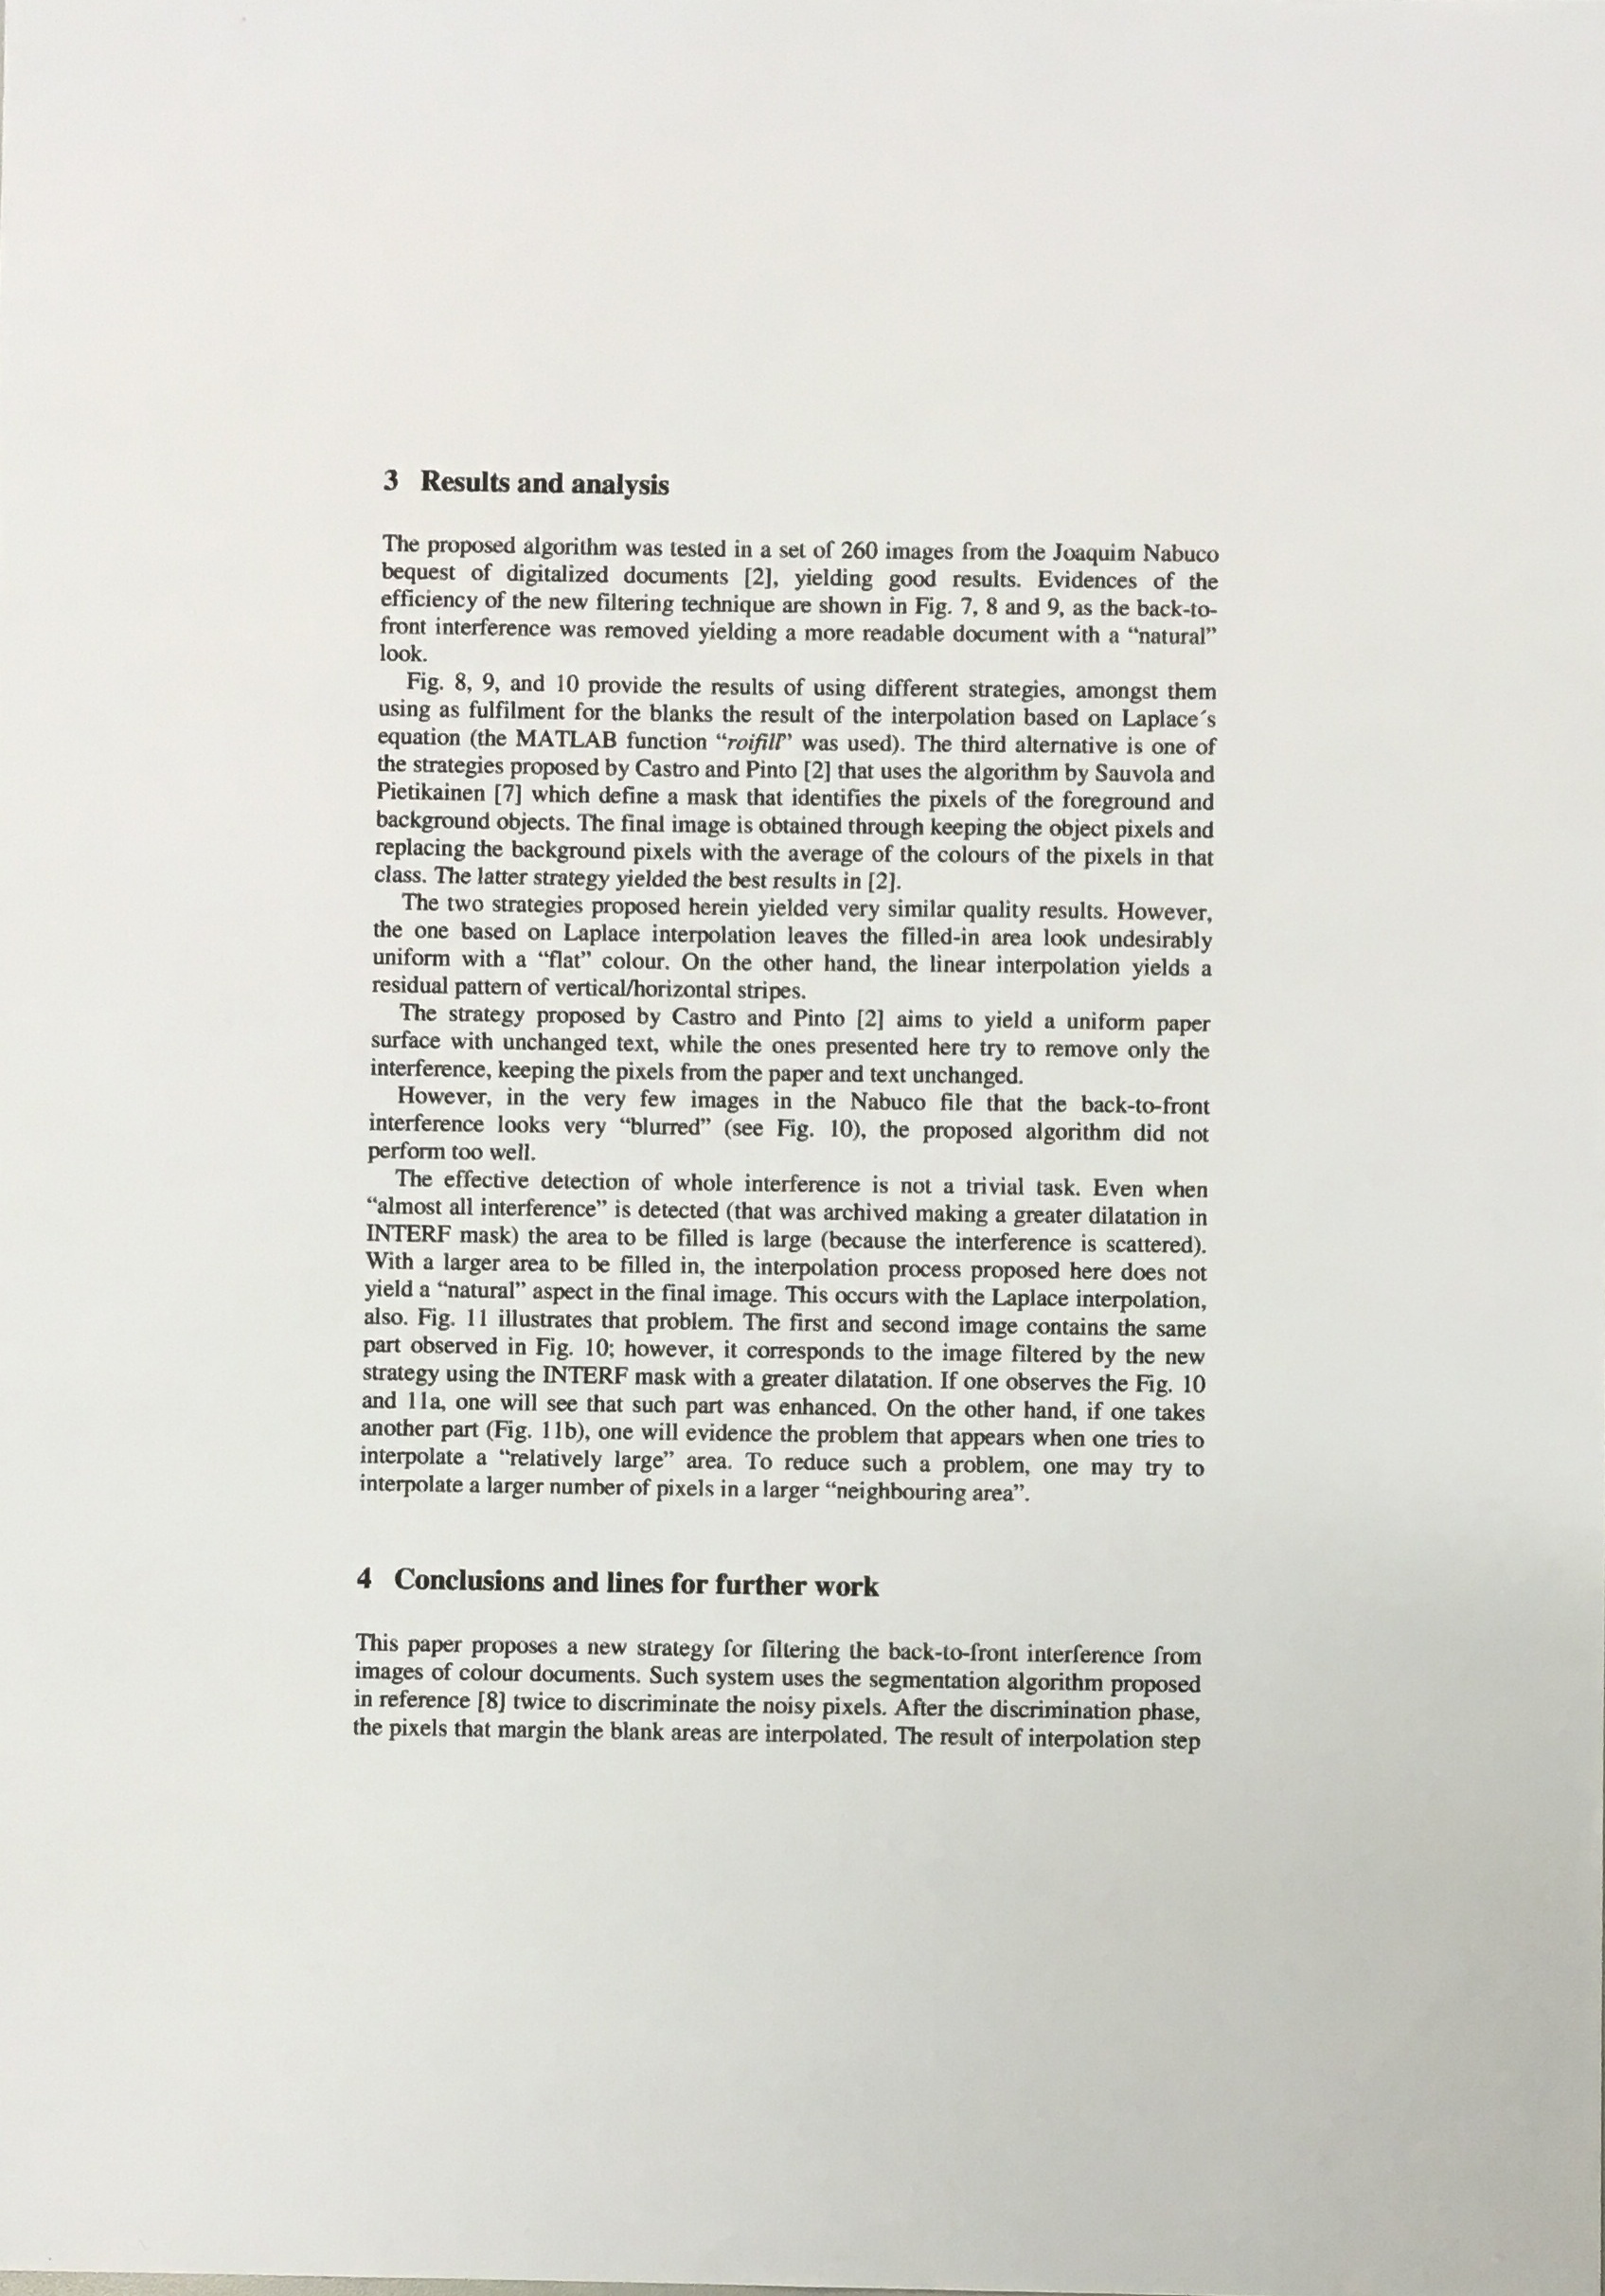 3 Results and analysis
The proposed algorithm was tested in a set of 260 images from the Joaquim Nabuco
bequest of digitalized documents [2], yielding good results. Evidences of the
efficiency of the new filtering technique are shown in Fig. 7, 8 and 9, as the back-to-
front interference was removed yielding a more readable document with a “natural”
look.
Fig. 8, 9, and 10 provide the results of using different strategies, amongst them
using as fulfilment for the blanks the result of the interpolation based on Laplace´s
equation (the MATLAB function “roifill” was used). The third alternative is one of
the strategies proposed by Castro and Pinto [2] that uses the algorithm by Sauvola and
Pietikainen [7] which define a mask that identifies the pixels of the foreground and
background objects. The final image is obtained through keeping the object pixels and
replacing the background pixels with the average of the colours of the pixels in that
class. The latter strategy yielded the best results in [2].
The two strategies proposed herein yielded very similar quality results. However,
the one based on Laplace interpolation leaves the filled-in area look undesirably
uniform with a “flat” colour. On the other hand, the linear interpolation yields a
residual pattern of vertical/horizontal stripes.
The strategy proposed by Castro and Pinto [2] aims to yield a uniform paper
surface with unchanged text, while the ones presented here try to remove only the
interference, keeping the pixels from the paper and text unchanged.
However, in the very few images in the Nabuco file that the back-to-front
interference looks very “blurred” (see Fig. 10), the proposed algorithm did not
perform too well.
The effective detection of whole interference is not a trivial task. Even when
“almost all interference” is detected (that was archived making a greater dilatation in
INTERF mask) the area to be filled is large (because the interference is scattered).
With a larger area to be filled in, the interpolation process proposed here does not
yield a “natural” aspect in the final image. This occurs with the Laplace interpolation,
also. Fig. 11 illustrates that problem. The first and second image contains the same
part observed in Fig. 10; however, it corresponds to the image filtered by the new
strategy using the INTERF mask with a greater dilatation. If one observes the Fig. 10
and 11a, one will see that such part was enhanced. On the other hand, if one takes
another part (Fig. 11b), one will evidence the problem that appears when one tries to
interpolate a “relatively large” area. To reduce such a problem, one may try to
interpolate a larger number of pixels in a larger “neighbouring area”.
4 Conclusions and lines for further work
This paper proposes a new strategy for filtering the back-to-front interference from
images of colour documents. Such system uses the segmentation algorithm proposed
in reference [8] twice to discriminate the noisy pixels. After the discrimination phase,
the pixels that margin the blank areas are interpolated. The result of interpolation step